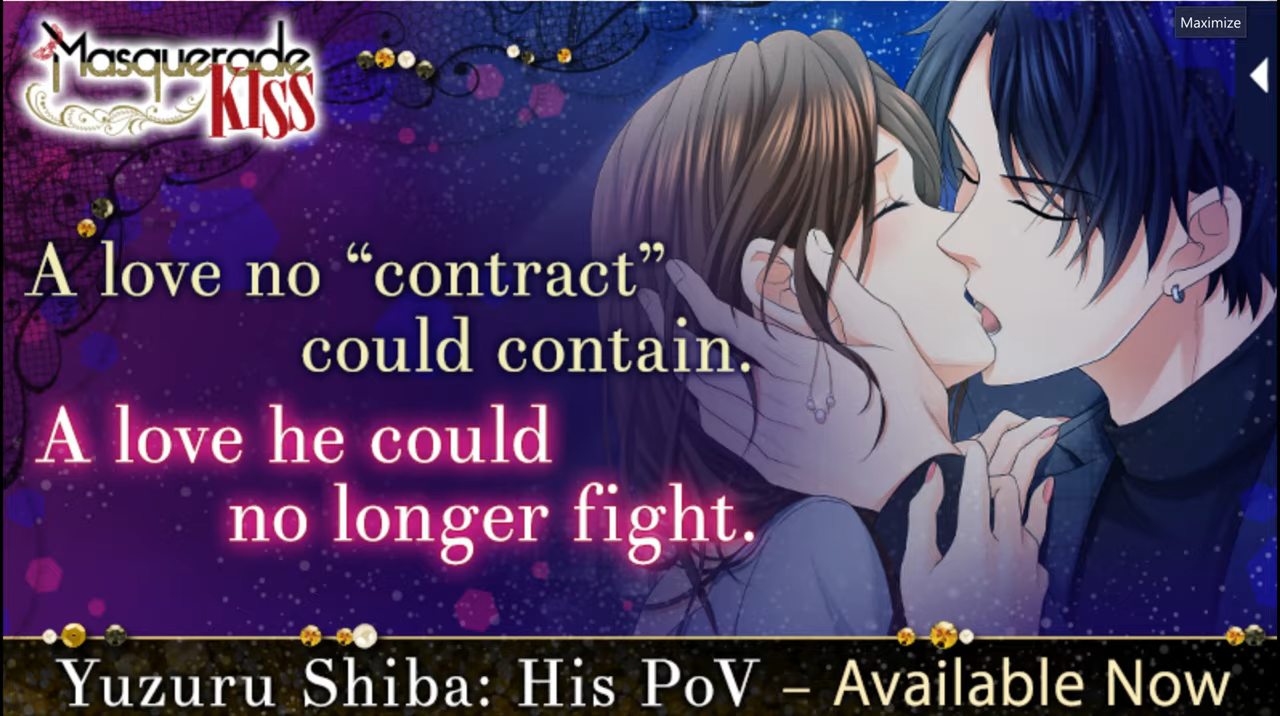 Masquerade
KISS
Maximize
A love no “contract”
could contain.
A love he could
no longer fight.
Yuzuru Shiba: His PoV – Available Now